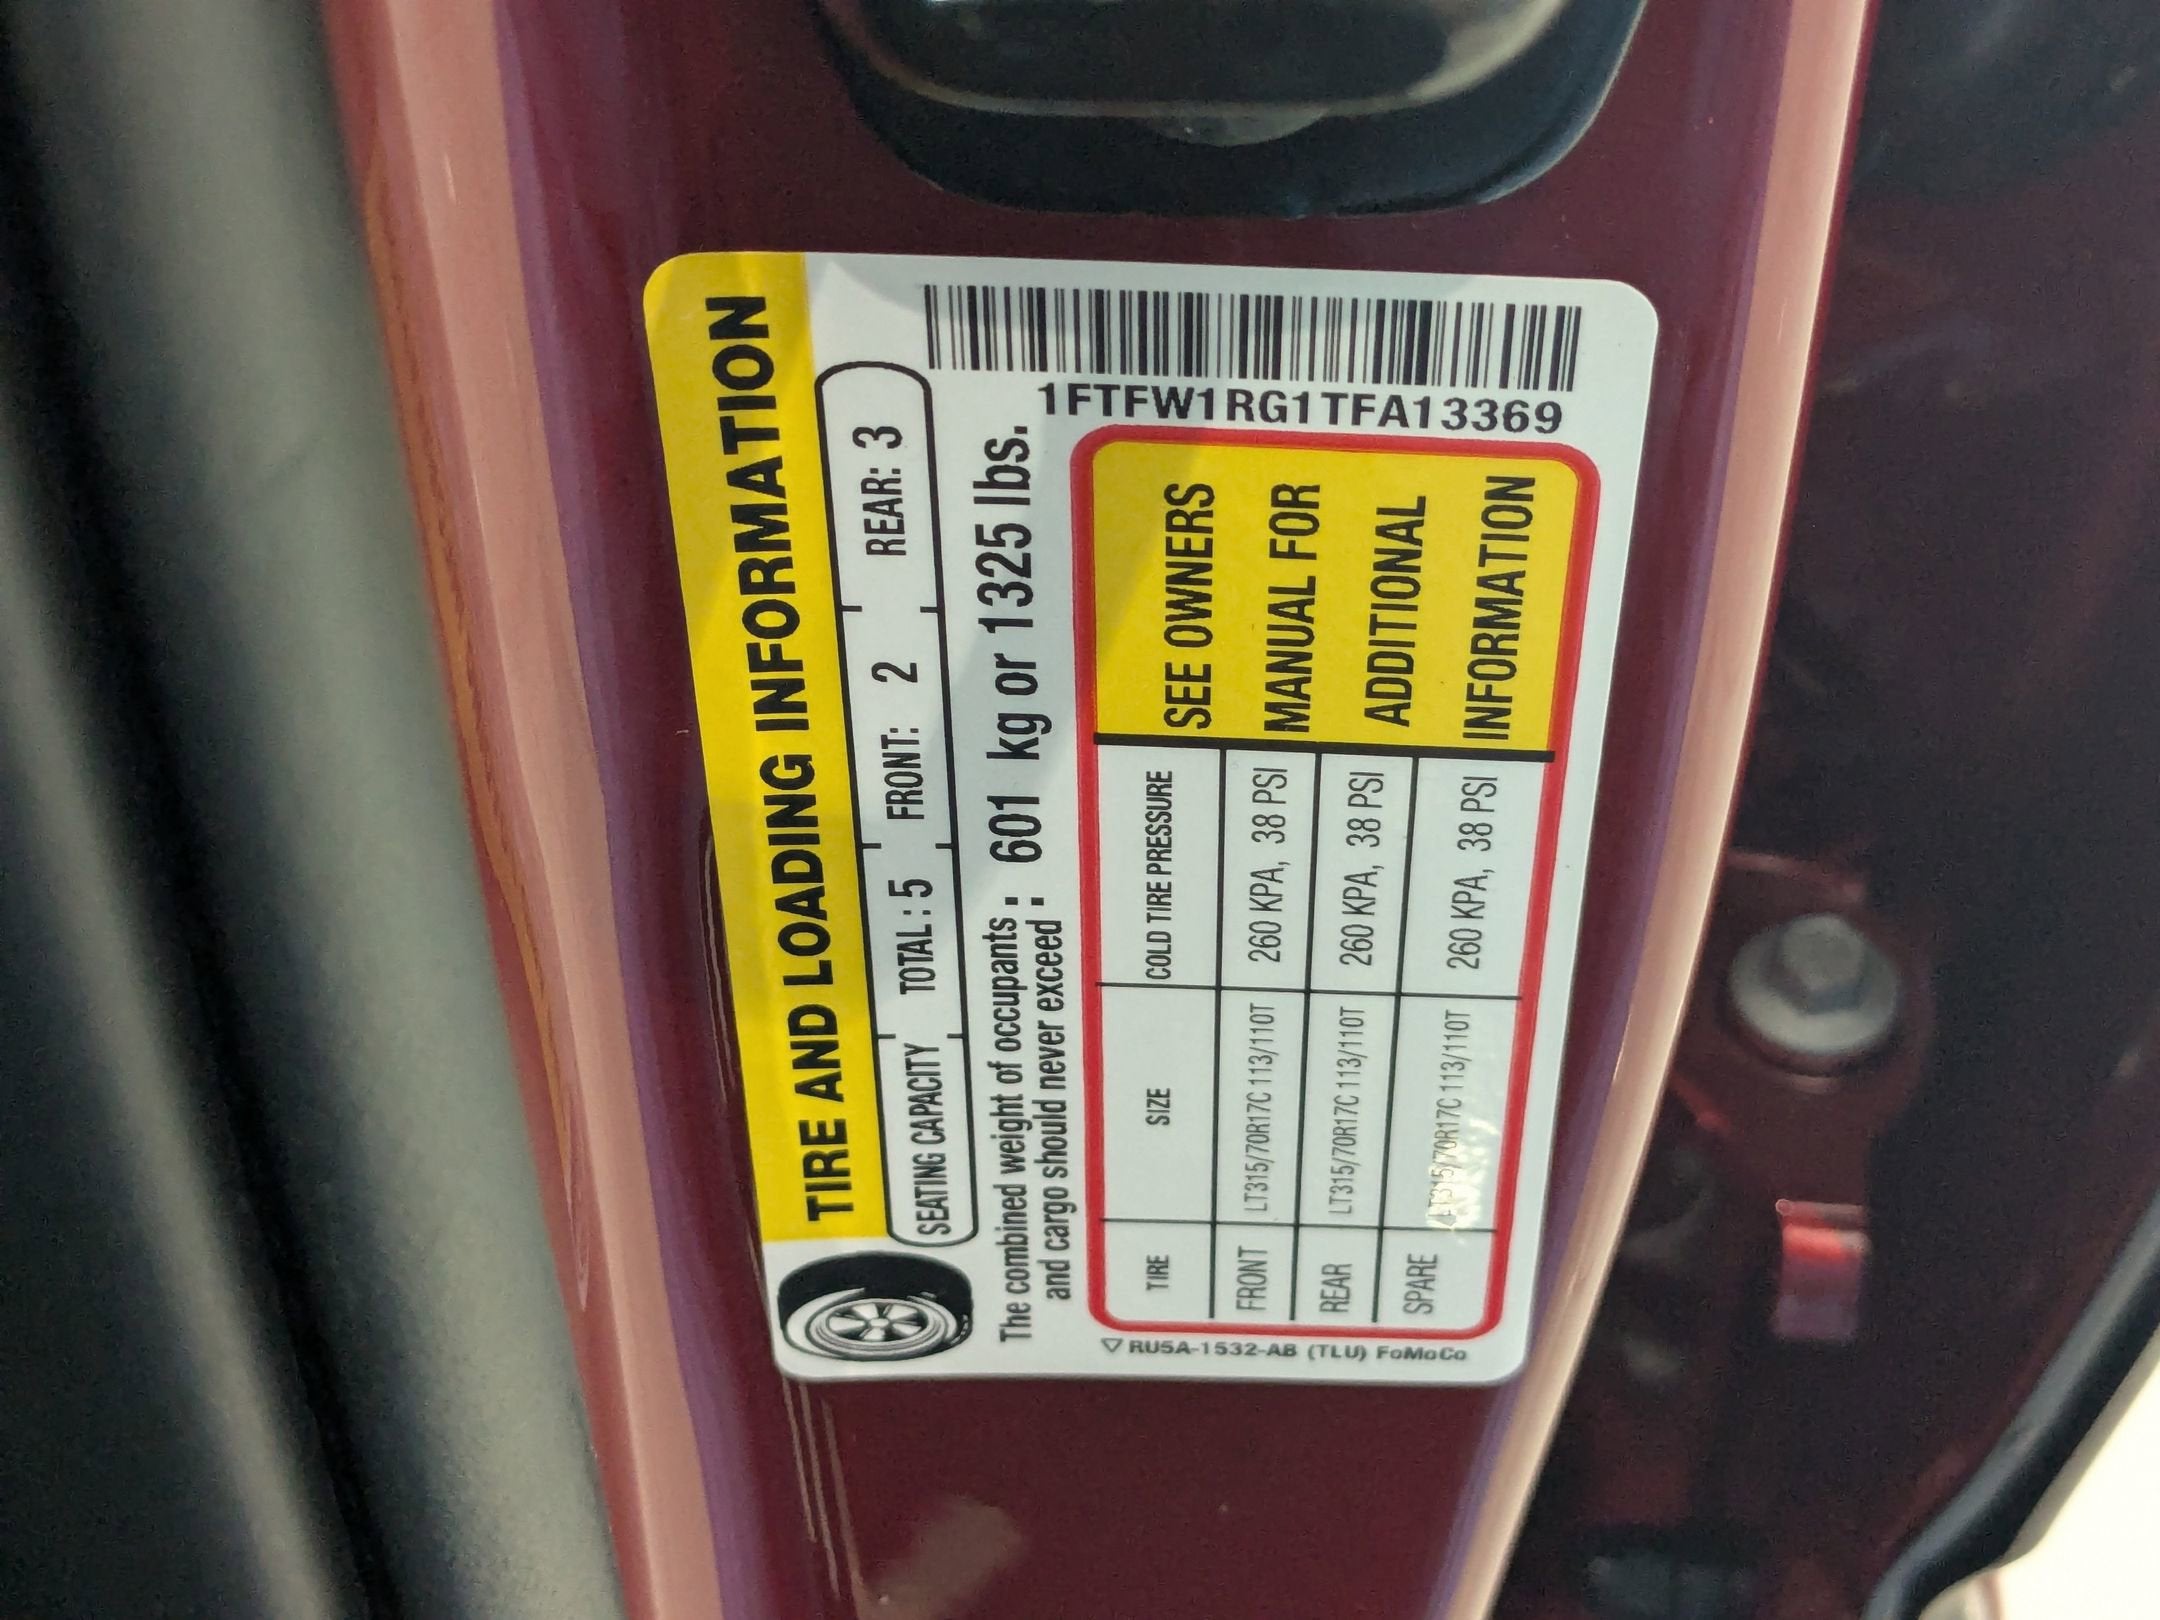 TIRE AND LOADING INFORMATION
SEATING CAPACITY TOTAL : 5 FRONT: 2 REAR: 3
The combined weight of occupants
and cargo should never exceed : 601 kg or 1325 lbs.
1FTFW1RG1TFA13369
TIRE SIZE COLD TIRE PRESSURE
FRONT LT315/70R17C 113/110T 260 KPA, 38 PSI
REAR LT315/70R17C 113/110T 260 KPA, 38 PSI
SPARE LT315/70R17C 113/110T 260 KPA, 38 PSI
SEE OWNERS
MANUAL FOR
ADDITIONAL
INFORMATION
RU5A-1532-AB (TLU) FoMoCo